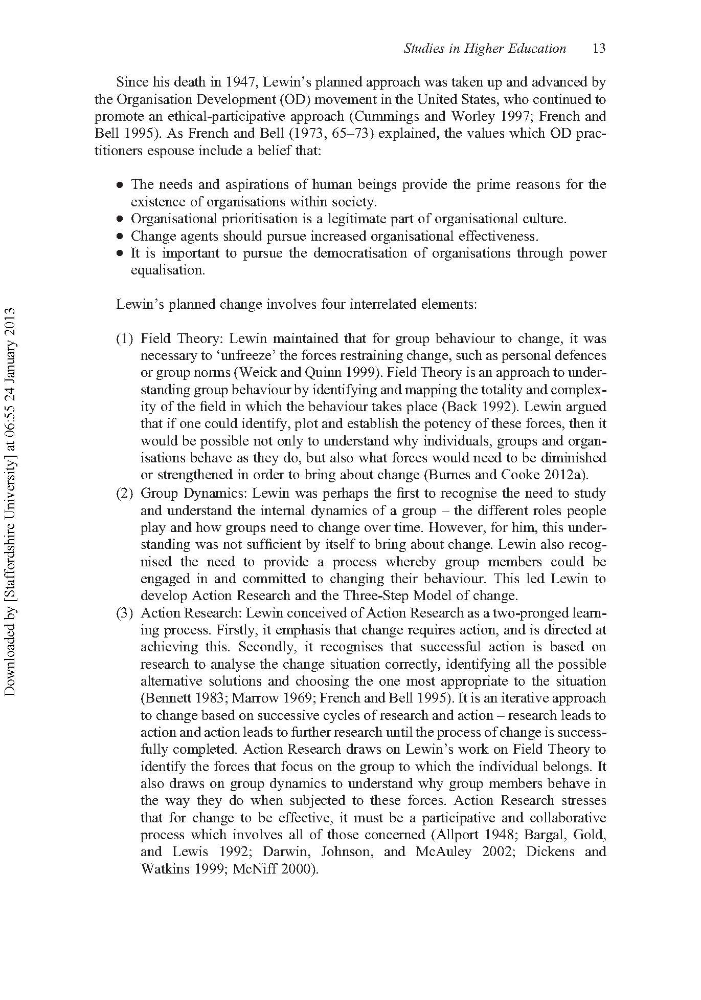 Studies in Higher Education 13
Since his death in 1947, Lewin’s planned approach was taken up and advanced by
the Organisation Development (OD) movement in the United States, who continued to
promote an ethical-participative approach (Cummings and Worley 1997; French and
Bell 1995). As French and Bell (1973, 65–73) explained, the values which OD prac-
titioners espouse include a belief that:
● The needs and aspirations of human beings provide the prime reasons for the
existence of organisations within society.
● Organisational prioritisation is a legitimate part of organisational culture.
● Change agents should pursue increased organisational effectiveness.
● It is important to pursue the democratisation of organisations through power
equalisation.
Lewin’s planned change involves four interrelated elements:
(1) Field Theory: Lewin maintained that for group behaviour to change, it was
necessary to ‘unfreeze’ the forces restraining change, such as personal defences
or group norms (Weick and Quinn 1999). Field Theory is an approach to under-
standing group behaviour by identifying and mapping the totality and complex-
ity of the field in which the behaviour takes place (Back 1992). Lewin argued
that if one could identify, plot and establish the potency of these forces, then it
would be possible not only to understand why individuals, groups and organ-
isations behave as they do, but also what forces would need to be diminished
or strengthened in order to bring about change (Burnes and Cooke 2012a).
(2) Group Dynamics: Lewin was perhaps the first to recognise the need to study
and understand the internal dynamics of a group – the different roles people
play and how groups need to change over time. However, for him, this under-
standing was not sufficient by itself to bring about change. Lewin also recog-
nised the need to provide a process whereby group members could be
engaged in and committed to changing their behaviour. This led Lewin to
develop Action Research and the Three-Step Model of change.
(3) Action Research: Lewin conceived of Action Research as a two-pronged learn-
ing process. Firstly, it emphasis that change requires action, and is directed at
achieving this. Secondly, it recognises that successful action is based on
research to analyse the change situation correctly, identifying all the possible
alternative solutions and choosing the one most appropriate to the situation
(Bennett 1983; Marrow 1969; French and Bell 1995). It is an iterative approach
to change based on successive cycles of research and action – research leads to
action and action leads to further research until the process of change is success-
fully completed. Action Research draws on Lewin’s work on Field Theory to
identify the forces that focus on the group to which the individual belongs. It
also draws on group dynamics to understand why group members behave in
the way they do when subjected to these forces. Action Research stresses
that for change to be effective, it must be a participative and collaborative
process which involves all of those concerned (Allport 1948; Bargal, Gold,
and Lewis 1992; Darwin, Johnson, and McAuley 2002; Dickens and
Watkins 1999; McNiff 2000).
Downloaded by [Staffordshire University] at 06:55 24 January 2013